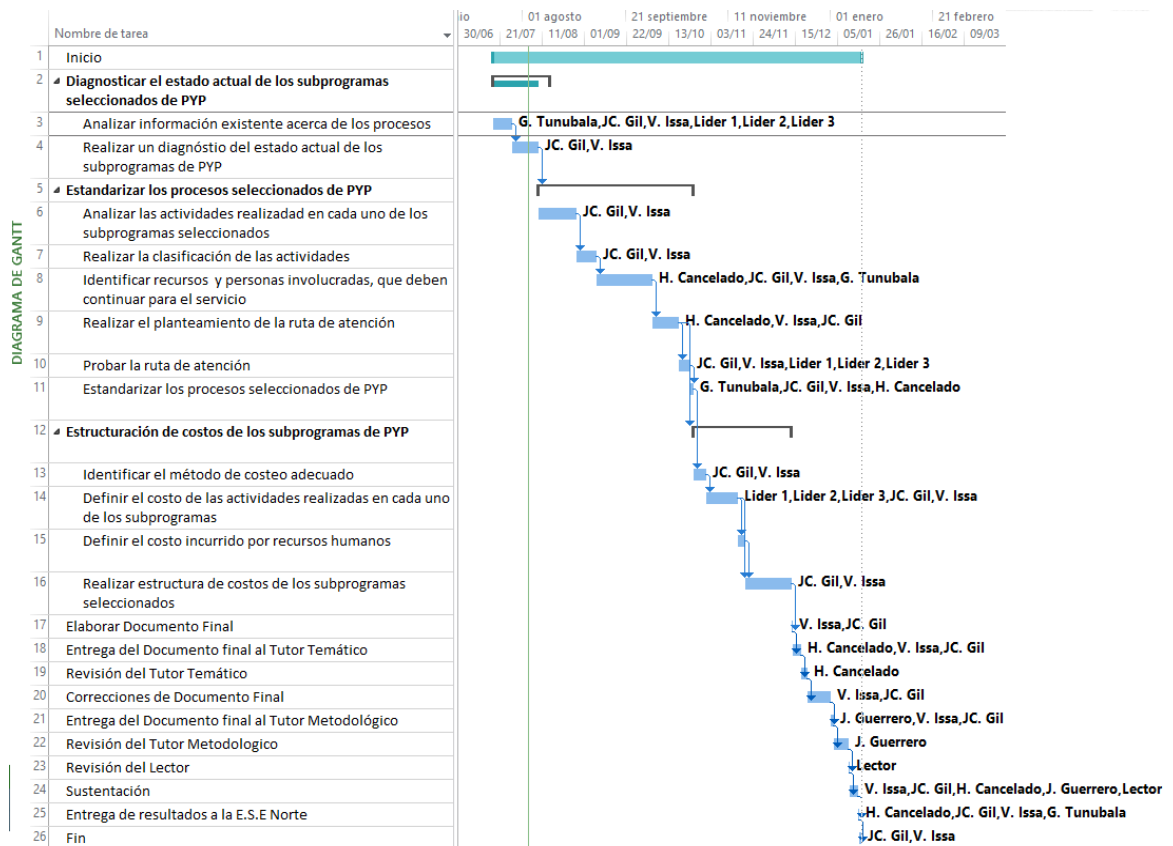 io
01 agosto
21 septiembre
11 noviembre
01 enero
21 febrero
Nombre de tarea
30/06 21/07 11/08 01/09 22/09 13/10 03/11 24/11 15/12 05/01 26/01 16/02 09/03
DIAGRAMA DE GANTT
1 Inicio
2 Diagnosticar el estado actual de los subprogramas
seleccionados de PYP
3 Analizar información existente acerca de los procesos
G. Tunubala,JC. Gil,V. Issa,Lider 1,Lider 2,Lider 3
4 Realizar un diagnóstio del estado actual de los
subprogramas de PYP
JC. Gil,V. Issa
5 Estandarizar los procesos seleccionados de PYP
6 Analizar las actividades realizadad en cada uno de los
subprogramas seleccionados
JC. Gil,V. Issa
7 Realizar la clasificación de las actividades
JC. Gil,V. Issa
8 Identificar recursos y personas involucradas, que deben
continuar para el servicio
H. Cancelado,JC. Gil,V. Issa,G. Tunubala
9 Realizar el planteamiento de la ruta de atención
H. Cancelado,V. Issa,JC. Gil
10 Probar la ruta de atención
JC. Gil,V. Issa,Lider 1,Lider 2,Lider 3
11 Estandarizar los procesos seleccionados de PYP
G. Tunubala,JC. Gil,V. Issa,H. Cancelado
12 Estructuración de costos de los subprogramas de PYP
13 Identificar el método de costeo adecuado
JC. Gil,V. Issa
14 Definir el costo de las actividades realizadas en cada uno
de los subprogramas
Lider 1,Lider 2,Lider 3,JC. Gil,V. Issa
15 Definir el costo incurrido por recursos humanos
16 Realizar estructura de costos de los subprogramas
seleccionados
JC. Gil,V. Issa
17 Elaborar Documento Final
V. Issa,JC. Gil
18 Entrega del Documento final al Tutor Temático
H. Cancelado,V. Issa,JC. Gil
19 Revisión del Tutor Temático
H. Cancelado
20 Correcciones de Documento Final
V. Issa,JC. Gil
21 Entrega del Documento final al Tutor Metodológico
J. Guerrero,V. Issa,JC. Gil
22 Revisión del Tutor Metodologico
J. Guerrero
23 Revisión del Lector
Lector
24 Sustentación
V. Issa,JC. Gil,H. Cancelado,J. Guerrero,Lector
25 Entrega de resultados a la E.S.E Norte
H. Cancelado,JC. Gil,V. Issa,G. Tunubala
26 Fin
JC. Gil,V. Issa